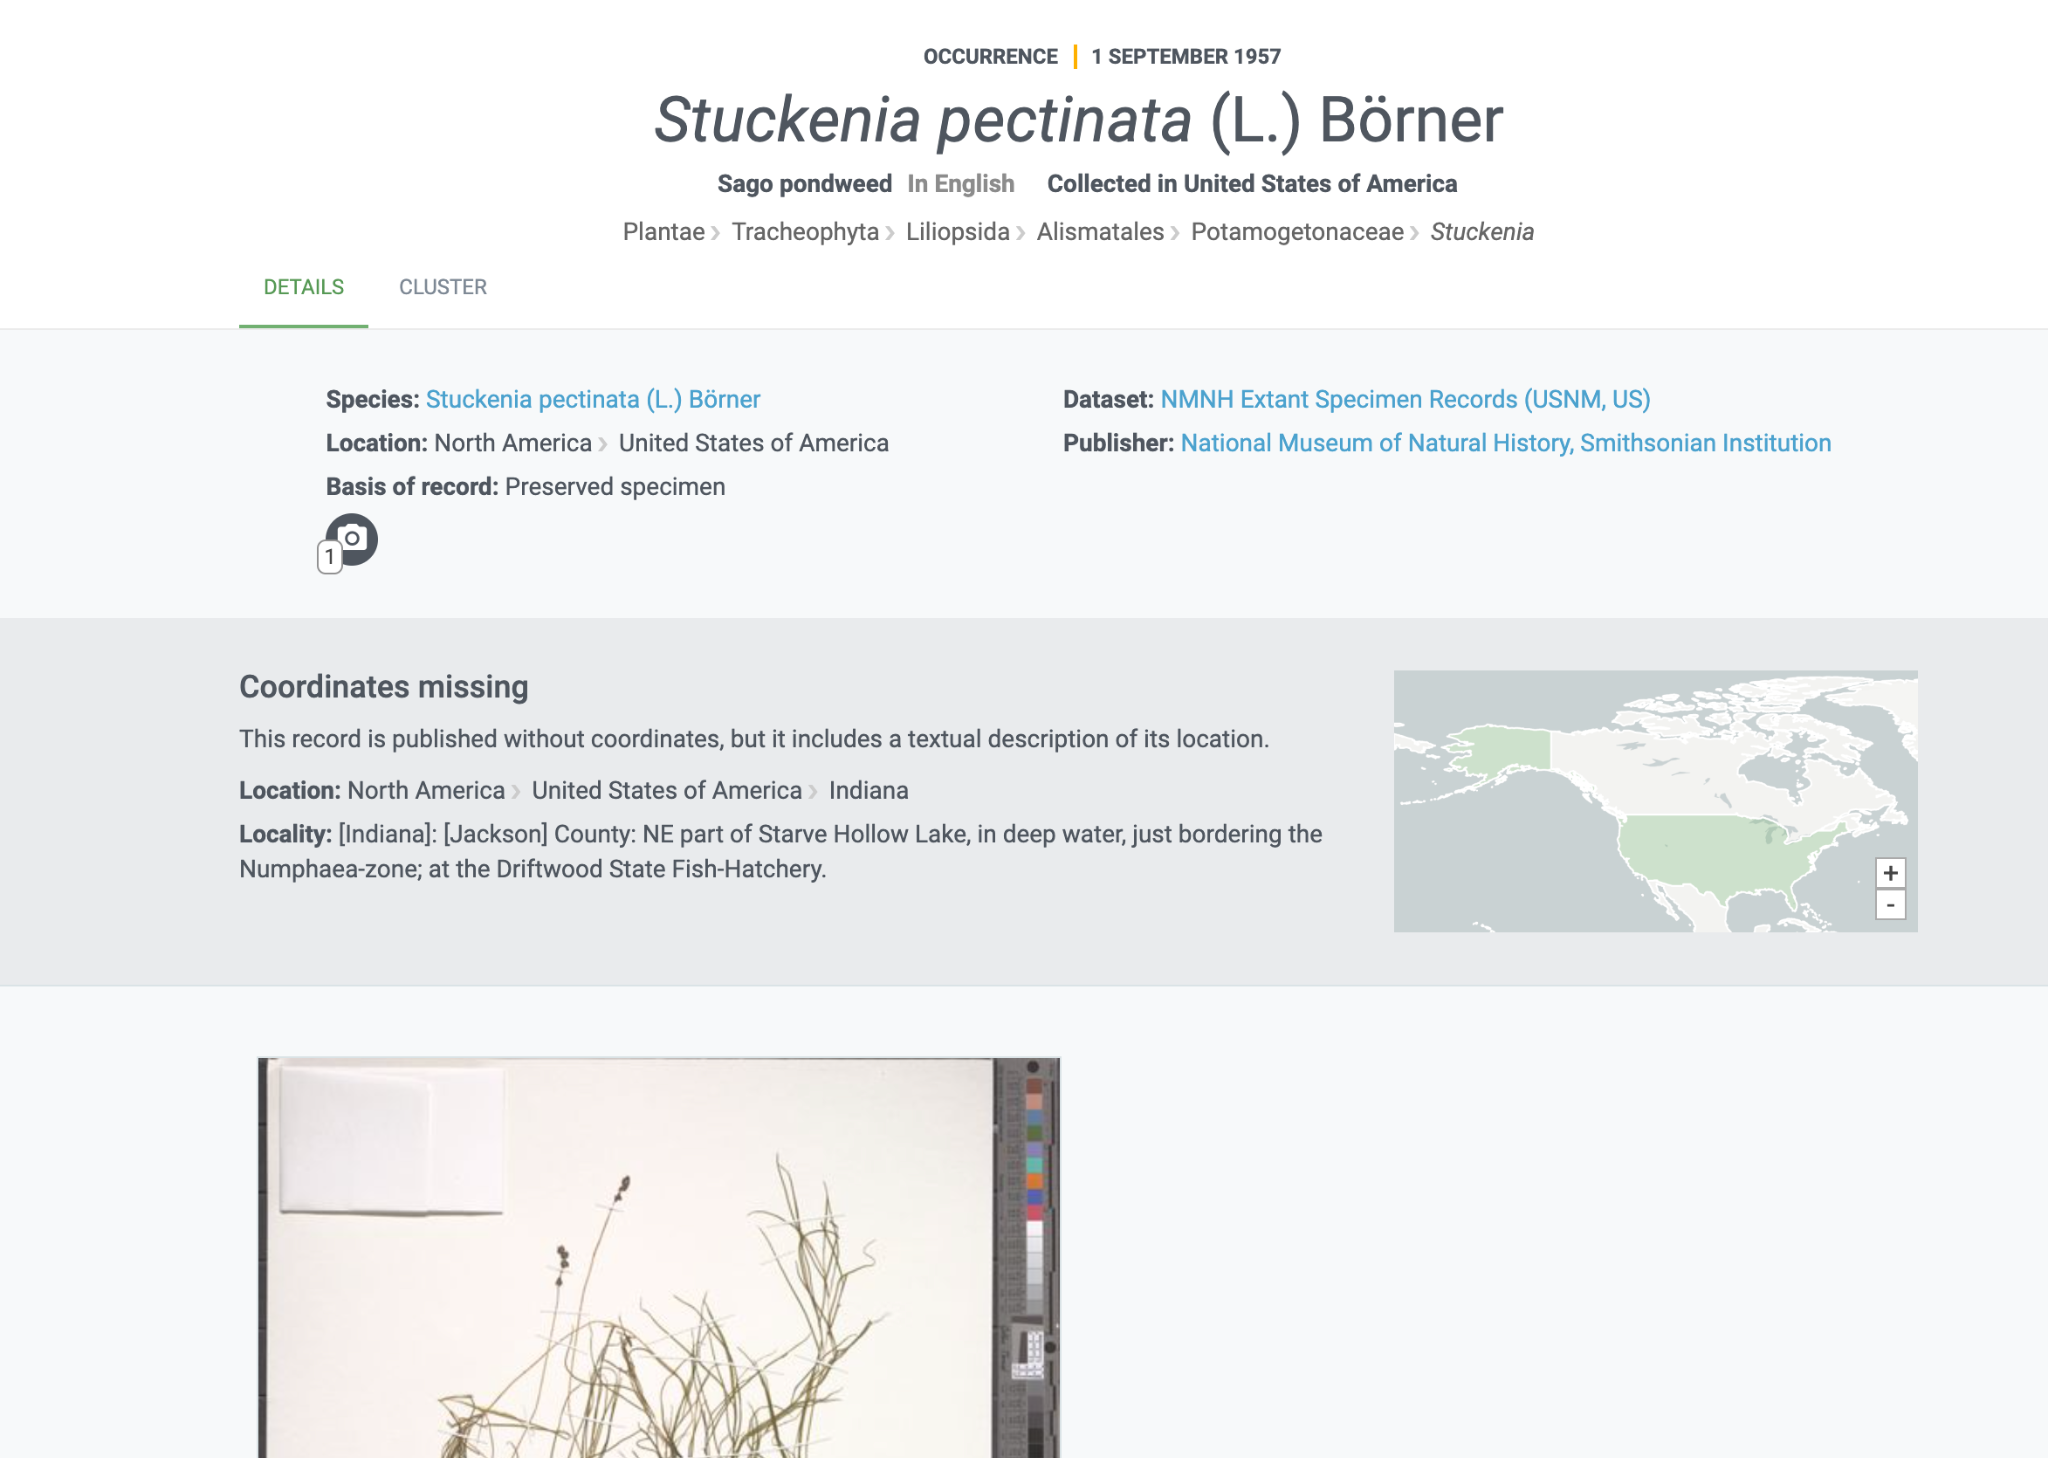 OCCURRENCE | 1 SEPTEMBER 1957
Stuckenia pectinata (L.) Börner
Sago pondweed In English Collected in United States of America
Plantae › Tracheophyta › Liliopsida › Alismatales › Potamogetonaceae › Stuckenia
DETAILS CLUSTER
Species: Stuckenia pectinata (L.) Börner
Location: North America › United States of America
Basis of record: Preserved specimen
1
Dataset: NMNH Extant Specimen Records (USNM, US)
Publisher: National Museum of Natural History, Smithsonian Institution
Coordinates missing
This record is published without coordinates, but it includes a textual description of its location.
Location: North America › United States of America › Indiana
Locality: [Indiana]: [Jackson] County: NE part of Starve Hollow Lake, in deep water, just bordering the
Numphaea-zone; at the Driftwood State Fish-Hatchery.
+
-